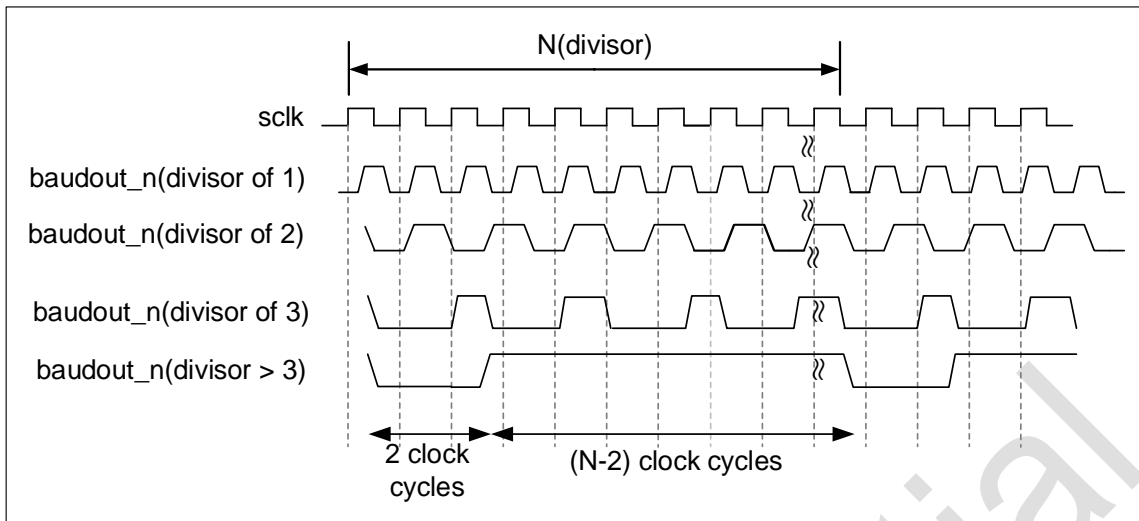 N(divisor)
sclk
baudout_n(divisor of 1)
baudout_n(divisor of 2)
baudout_n(divisor of 3)
baudout_n(divisor > 3)
2 clock
cycles
(N-2) clock cycles